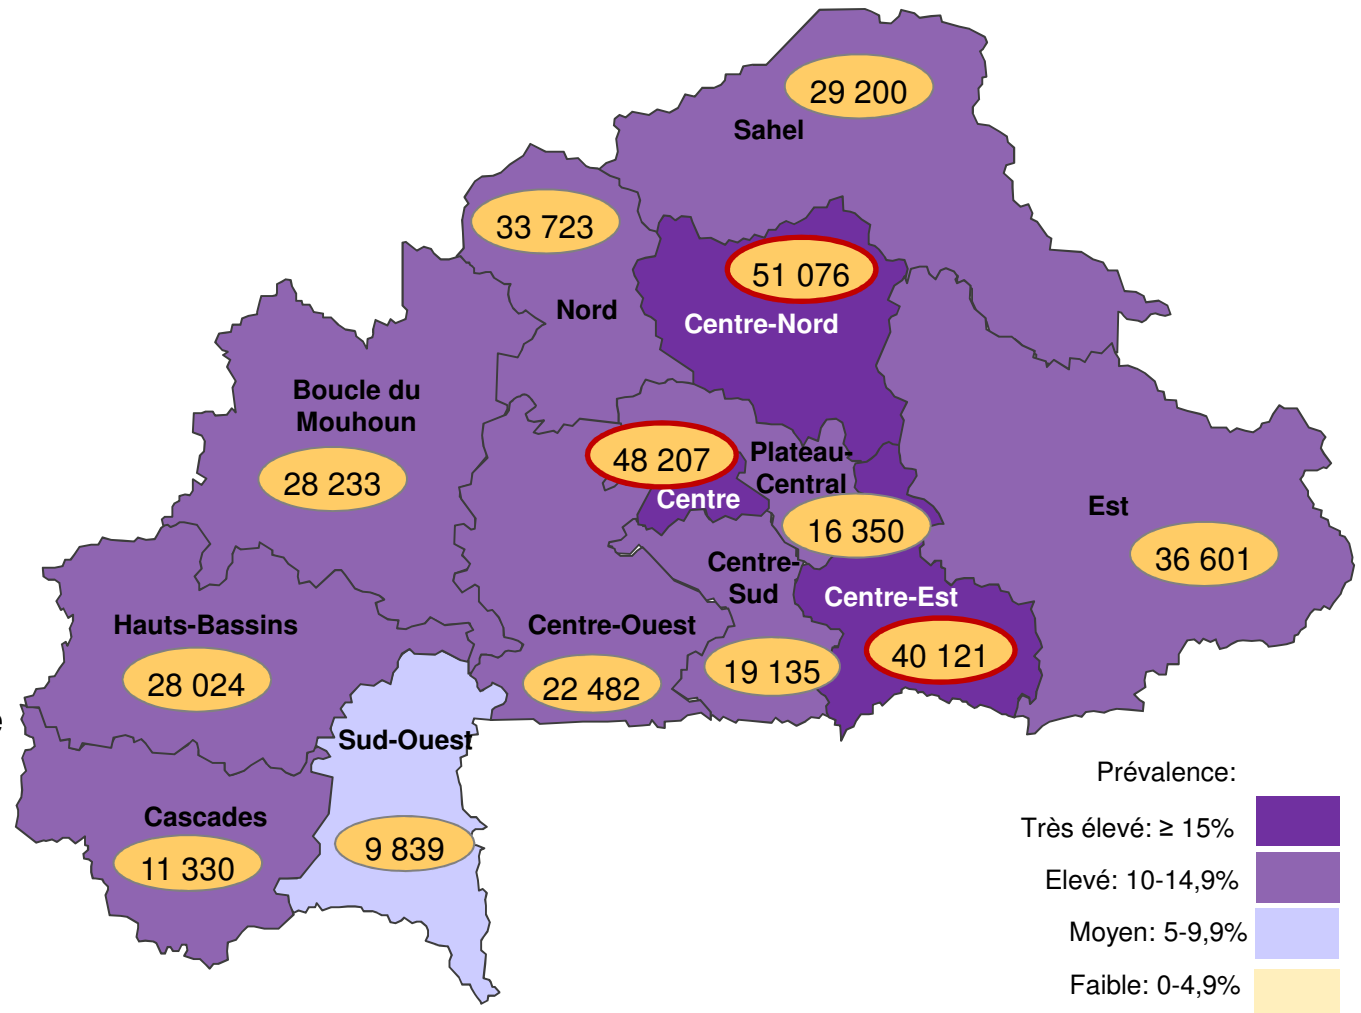 29 200
Sahel
33 723
51 076
Nord
Centre-Nord
Boucle du
Mouhoun
28 233
48 207
Centre
Plateau-
Central
16 350
Est
36 601
Centre-
Sud
Centre-Est
40 121
Hauts-Bassins
28 024
Centre-Ouest
22 482
19 135
Sud-Ouest
Cascades
11 330
9 839
Prévalence:
Très élevé: ≥ 15%
Elevé: 10-14,9%
Moyen: 5-9,9%
Faible: 0-4,9%